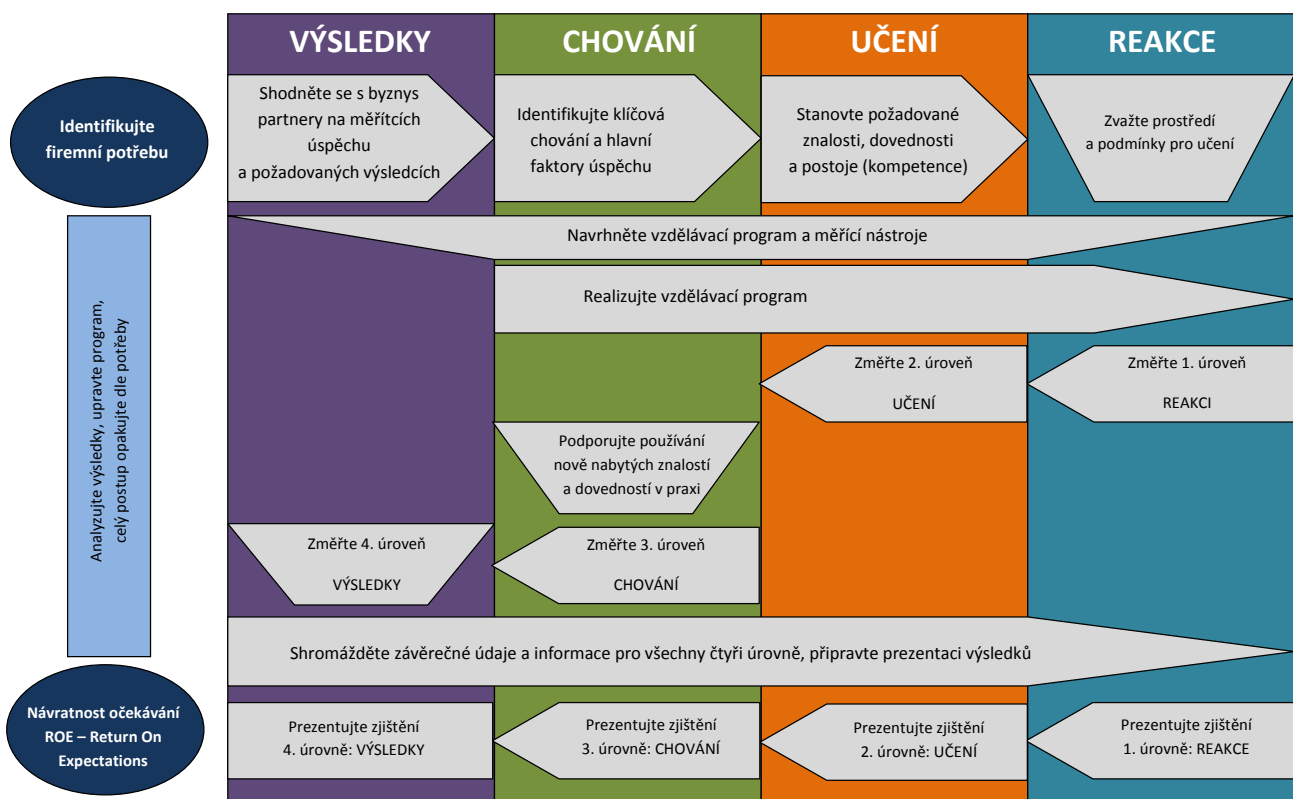 VÝSLEDKY
CHOVÁNÍ
UČENÍ
REAKCE
Identifikujte
firemní potřebu
Shodněte se s byznys
partnery na měřítcích
úspěchu
a požadovaných výsledcích
Identifikujte klíčová
chování a hlavní
faktory úspěchu
Stanovte požadované
znalosti, dovednosti
a postoje (kompetence)
Zvažte prostředí
a podmínky pro učení
Navrhněte vzdělávací program a měřící nástroje
Realizujte vzdělávací program
Analyzujte výsledky, upravte program,
celý postup opakujte dle potřeby
Změřte 2. úroveň
UČENÍ
Změřte 1. úroveň
REAKCI
Podporujte používání
nově nabytých znalostí
a dovedností v praxi
Změřte 4. úroveň
VÝSLEDKY
Změřte 3. úroveň
CHOVÁNÍ
Shromážděte závěrečné údaje a informace pro všechny čtyři úrovně, připravte prezentaci výsledků
Návratnost očekávání
ROE – Return On
Expectations
Prezentujte zjištění
4. úrovně: VÝSLEDKY
Prezentujte zjištění
3. úrovně: CHOVÁNÍ
Prezentujte zjištění
2. úrovně: UČENÍ
Prezentujte zjištění
1. úrovně: REAKCE